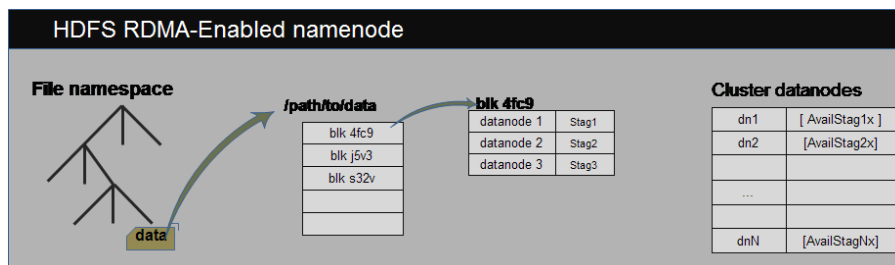 HDFS RDMA-Enabled namenode
File namespace
data
/path/to/data
blk 4fc9
blk j5v3
blk s32v
blk 4fc9
datanode 1 Stag1
datanode 2 Stag2
datanode 3 Stag3
Cluster datanodes
dn1 [ AvailStag1x ]
dn2 [AvailStag2x]
...
dnN [AvailStagNx]